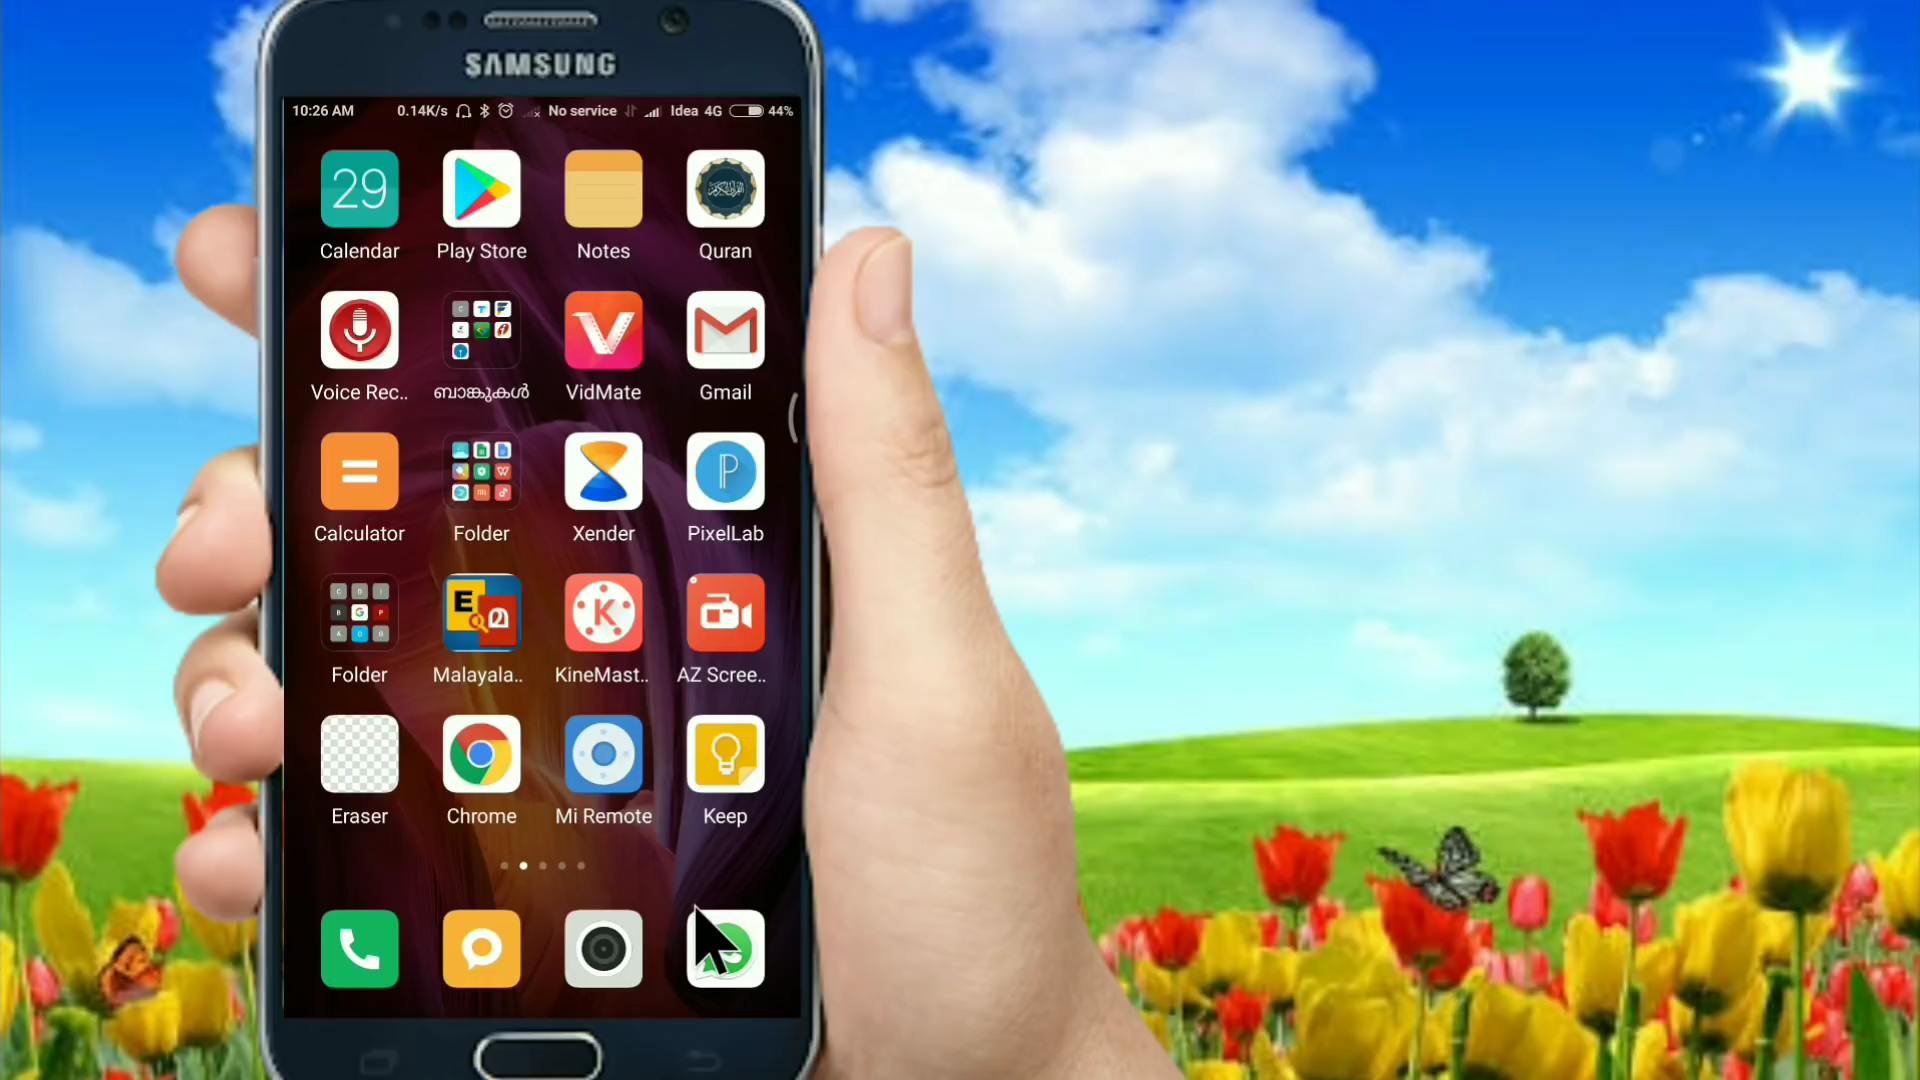 SAMSUNG
10:26 AM 0.14K/s No service Idea 4G 44%
29
Calendar Play Store Notes Quran
Voice Rec.. ബാങ്കുകൾ VidMate Gmail
Calculator Folder Xender PixelLab
E മ K
Folder Malayala.. KineMast.. AZ Scree..
Eraser Chrome Mi Remote Keep